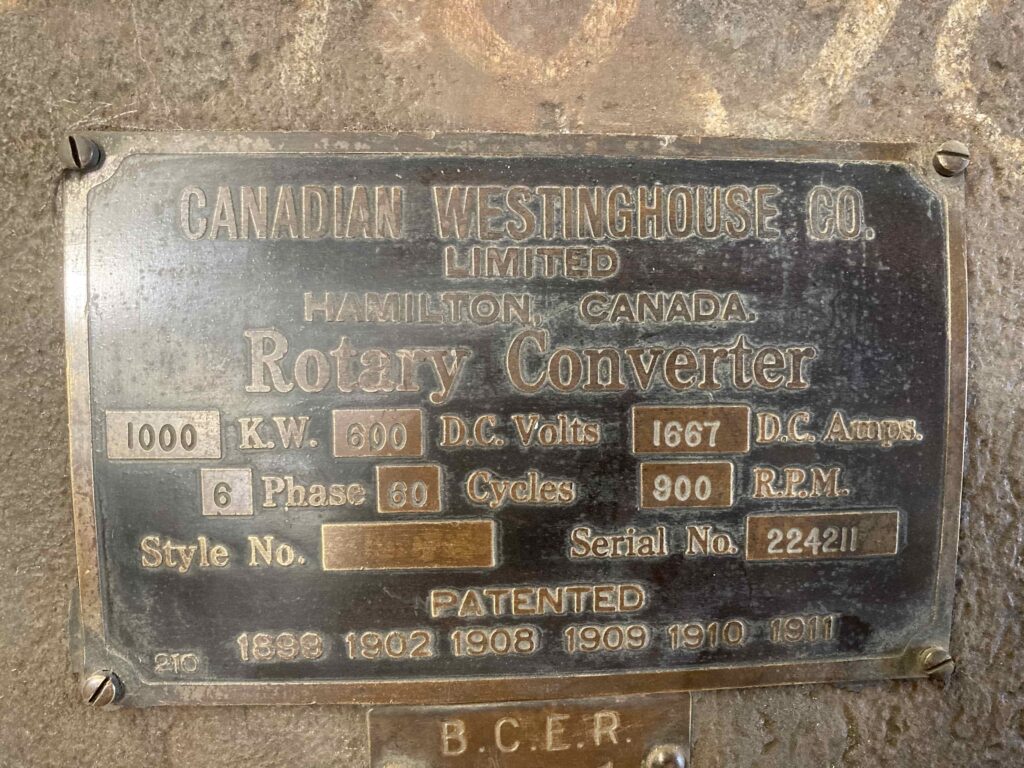 CANADIAN WESTINGHOUSE CO.
LIMITED
HAMILTON, CANADA.
Rotary Converter
1000 K.W. 600 D.C. Volts 1667 D.C. Amps.
6 Phase 60 Cycles 900 R.P.M.
Style No. Serial No. 224211
PATENTED
1902 1908 1909 1910 1911
210
B.C.E.R.